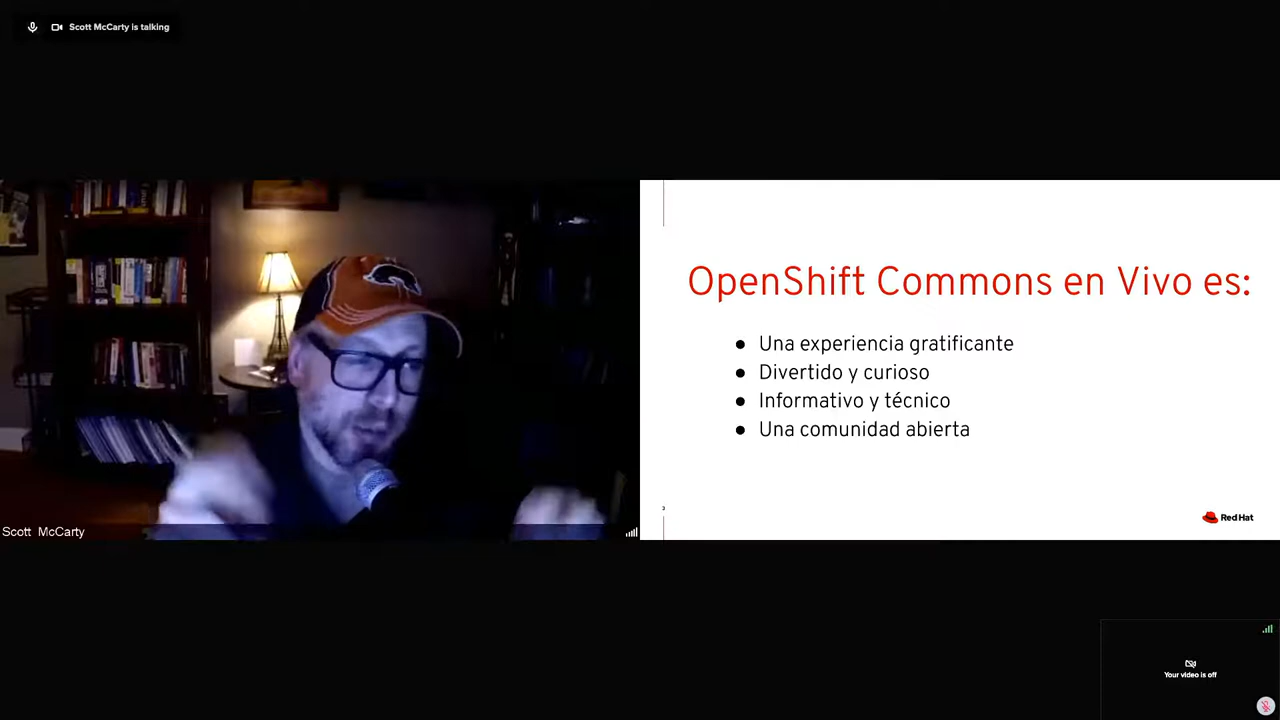 Scott McCarty is talking
OpenShift Commons en Vivo es:
● Una experiencia gratificante
● Divertido y curioso
● Informativo y técnico
● Una comunidad abierta
Red Hat
Scott McCarty
Your video is off